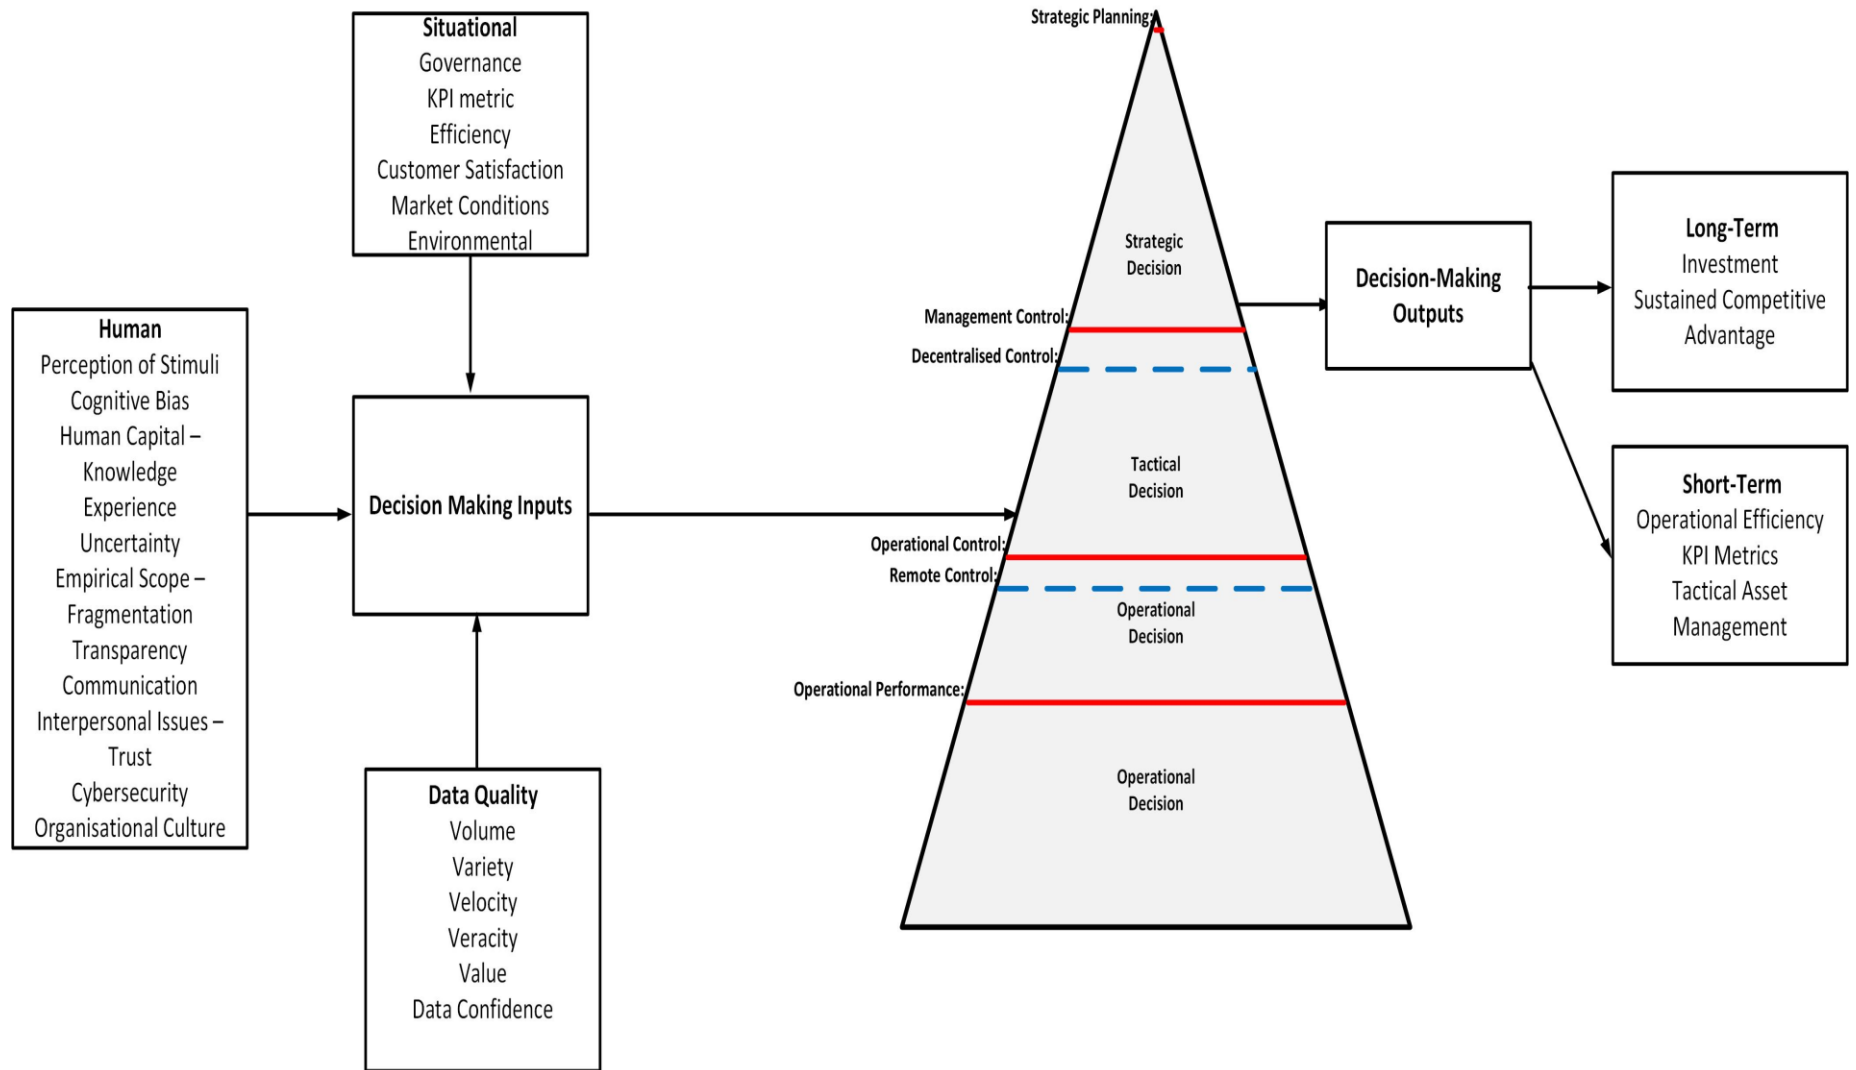 Situational
Governance
KPI metric
Efficiency
Customer Satisfaction
Market Conditions
Environmental
Human
Perception of Stimuli
Cognitive Bias
Human Capital –
Knowledge
Experience
Uncertainty
Empirical Scope –
Fragmentation
Transparency
Communication
Interpersonal Issues –
Trust
Cybersecurity
Organisational Culture
Decision Making Inputs
Data Quality
Volume
Variety
Velocity
Veracity
Value
Data Confidence
Strategic Planning:
Strategic
Decision
Management Control:
Decentralised Control:
Tactical
Decision
Operational Control:
Remote Control:
Operational
Decision
Operational Performance:
Operational
Decision
Decision-Making
Outputs
Long-Term
Investment
Sustained Competitive
Advantage
Short-Term
Operational Efficiency
KPI Metrics
Tactical Asset
Management